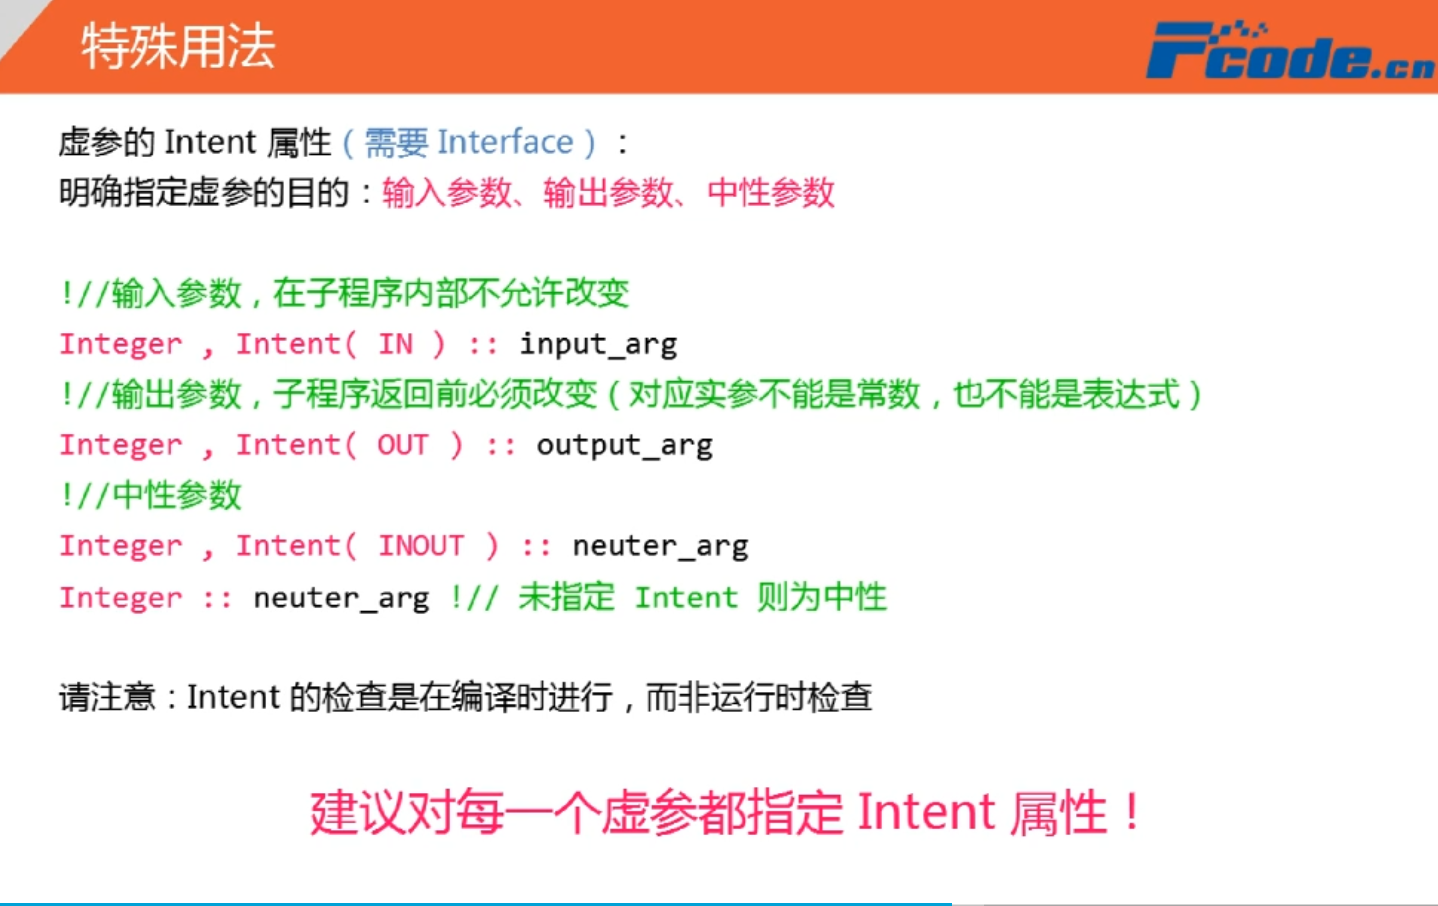 特殊用法
Fcode.cn
虚参的 Intent 属性（需要 Interface）：
明确指定虚参的目的：输入参数、输出参数、中性参数
!//输入参数，在子程序内部不允许改变
Integer , Intent( IN ) :: input_arg
!//输出参数，子程序返回前必须改变（对应实参不能是常数，也不能是表达式）
Integer , Intent( OUT ) :: output_arg
!//中性参数
Integer , Intent( INOUT ) :: neuter_arg
Integer :: neuter_arg !// 未指定 Intent 则为中性
请注意：Intent 的检查是在编译时进行，而非运行时检查
建议对每一个虚参都指定 Intent 属性！